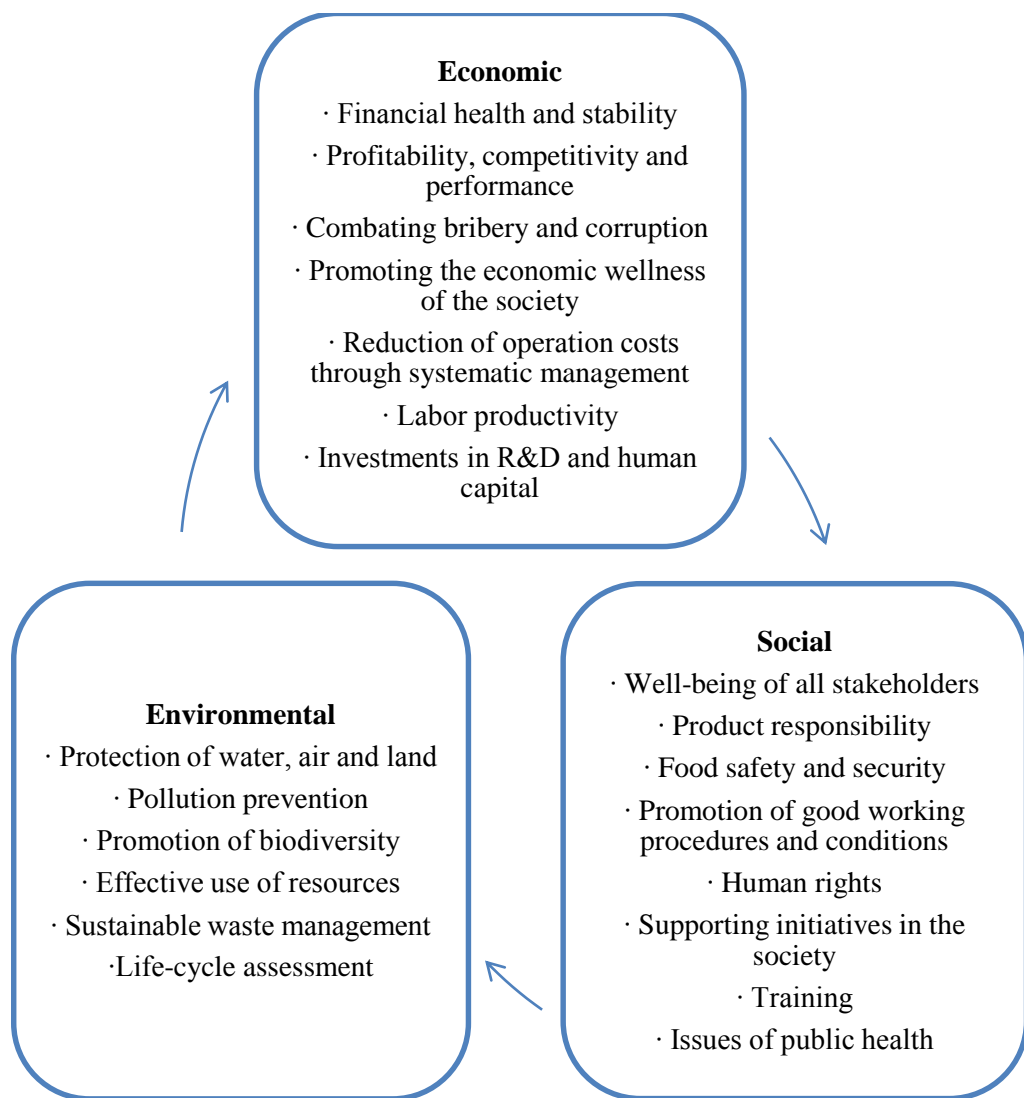 Economic
· Financial health and stability
· Profitability, competitivity and
performance
· Combating bribery and corruption
· Promoting the economic wellness
of the society
· Reduction of operation costs
through systematic management
· Labor productivity
· Investments in R&D and human
capital
Environmental
· Protection of water, air and land
· Pollution prevention
· Promotion of biodiversity
· Effective use of resources
· Sustainable waste management
·Life-cycle assessment
Social
· Well-being of all stakeholders
· Product responsibility
· Food safety and security
· Promotion of good working
procedures and conditions
· Human rights
· Supporting initiatives in the
society
· Training
· Issues of public health